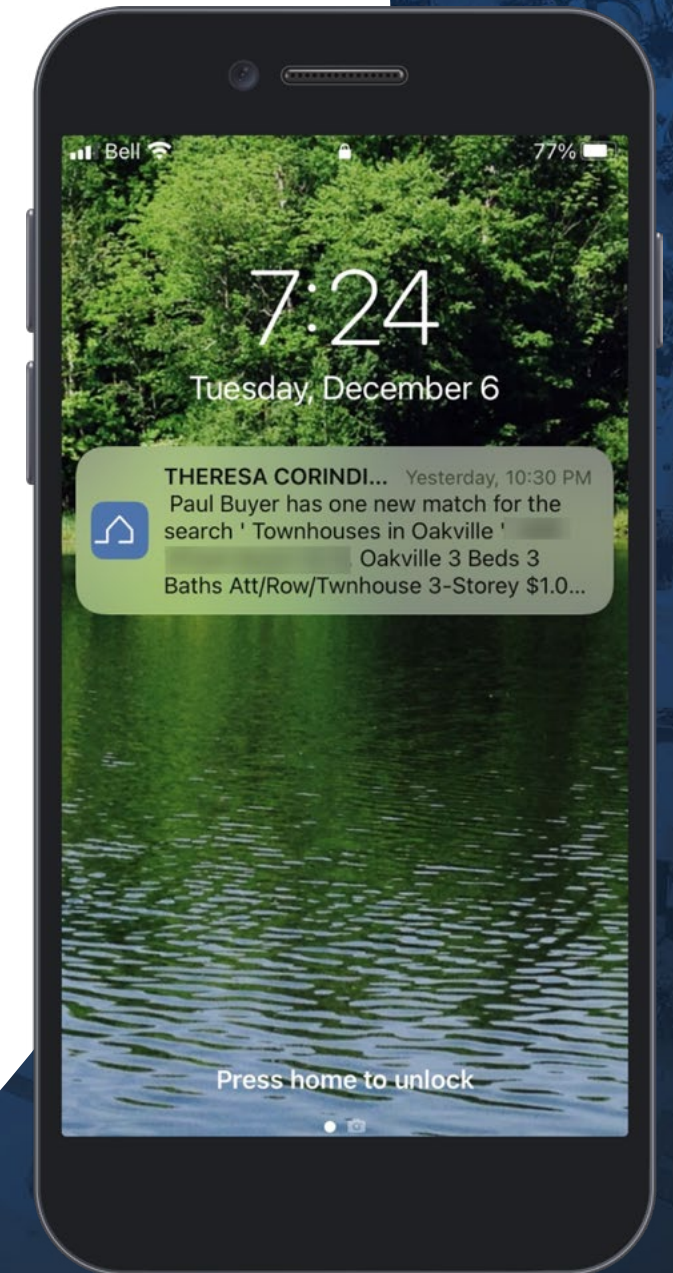 Bell 77%
7:24
Tuesday, December 6
THERESA CORINDI... Yesterday, 10:30 PM
Paul Buyer has one new match for the
search ' Townhouses in Oakville '
Oakville 3 Beds 3
Baths Att/Row/Twnhouse 3-Storey $1.0...
Press home to unlock